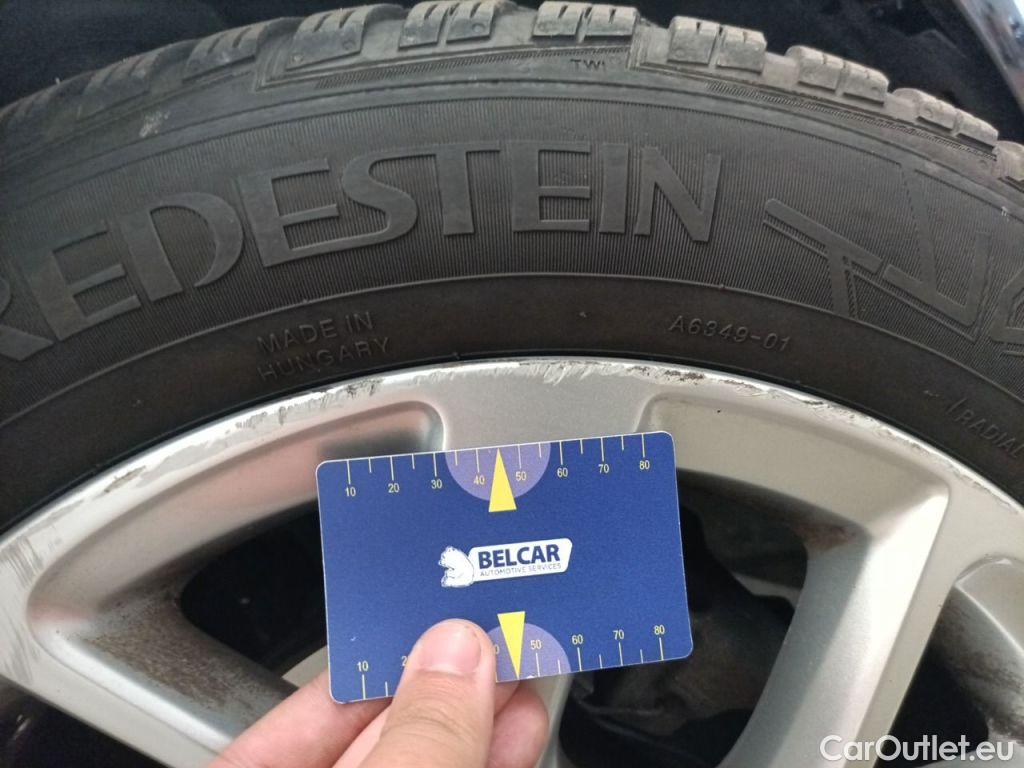 TWI
REDESTEIN
MADE IN
HUNGARY
A6349-01
RADIAL
10 20 30 40 50 60 70 80
BELCAR
AUTOMOTIVE SERVICES
10 50 60 70 80
CarOutlet.eu